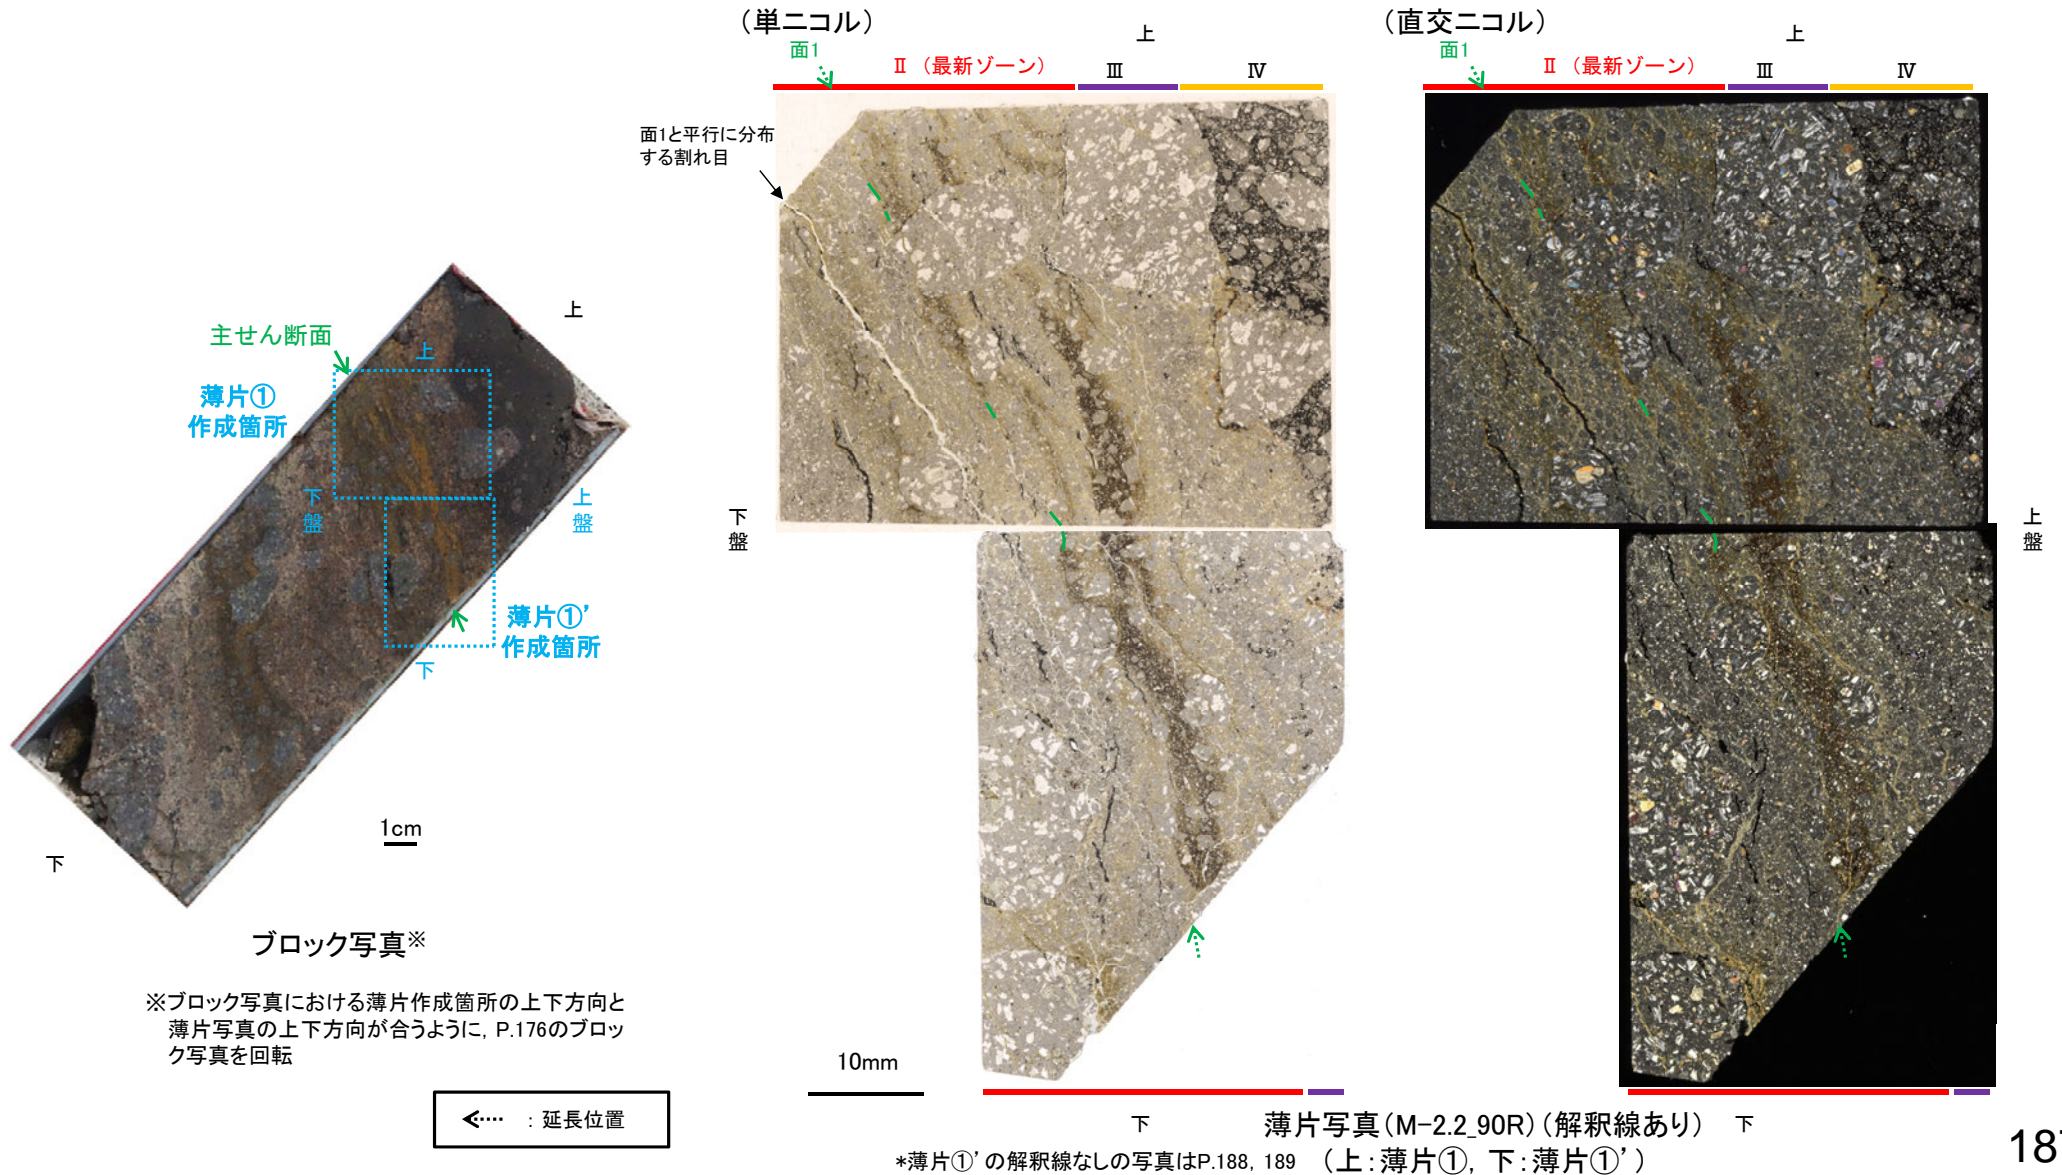 (単ニコル)
上
(直交ニコル)
上
面1
Ⅱ (最新ゾーン)
Ⅲ
Ⅳ
面1
Ⅱ (最新ゾーン)
Ⅲ
Ⅳ
面1と平行に分布
する割れ目
上
主せん断面
上
薄片①
作成箇所
下
盤
上
盤
下
盤
上
盤
薄片①’
作成箇所
下
1cm
下
ブロック写真※
※ブロック写真における薄片作成箇所の上下方向と
薄片写真の上下方向が合うように, P.176のブロッ
ク写真を回転
10mm
:延長位置
下
薄片写真(M-2.2_90R)(解釈線あり)
下
*薄片①’の解釈線なしの写真はP.188, 189
(上:薄片①, 下:薄片①’)